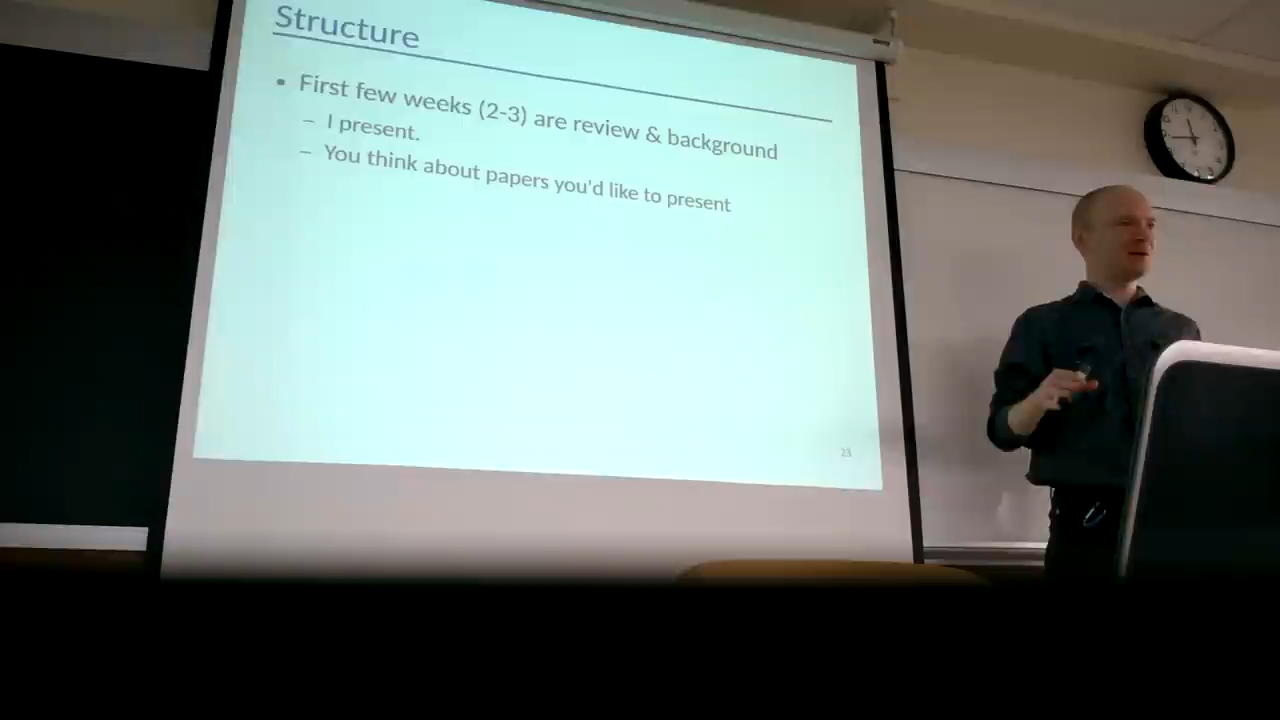 Structure
• First few weeks (2-3) are review & background
– I present.
– You think about papers you'd like to present
23